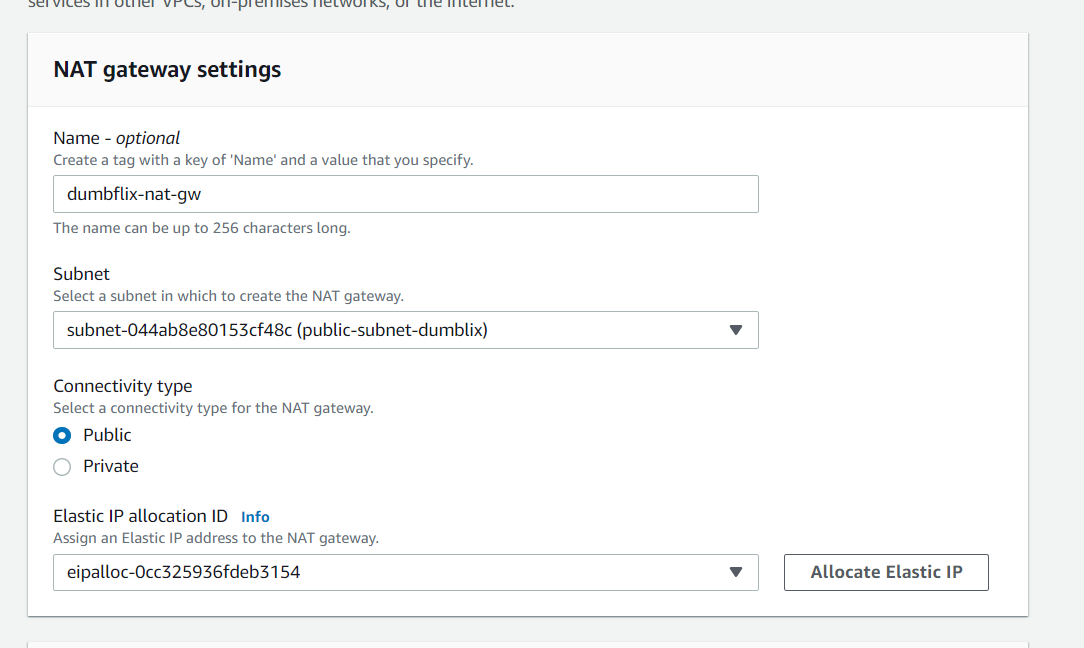 services in other VPCs, on-premises networks, or the internet.
NAT gateway settings
Name - optional
Create a tag with a key of 'Name' and a value that you specify.
dumbflix-nat-gw
The name can be up to 256 characters long.
Subnet
Select a subnet in which to create the NAT gateway.
subnet-044ab8e80153cf48c (public-subnet-dumblix)
Connectivity type
Select a connectivity type for the NAT gateway.
Public
Private
Elastic IP allocation ID Info
Assign an Elastic IP address to the NAT gateway.
eipalloc-0cc325936fdeb3154
Allocate Elastic IP